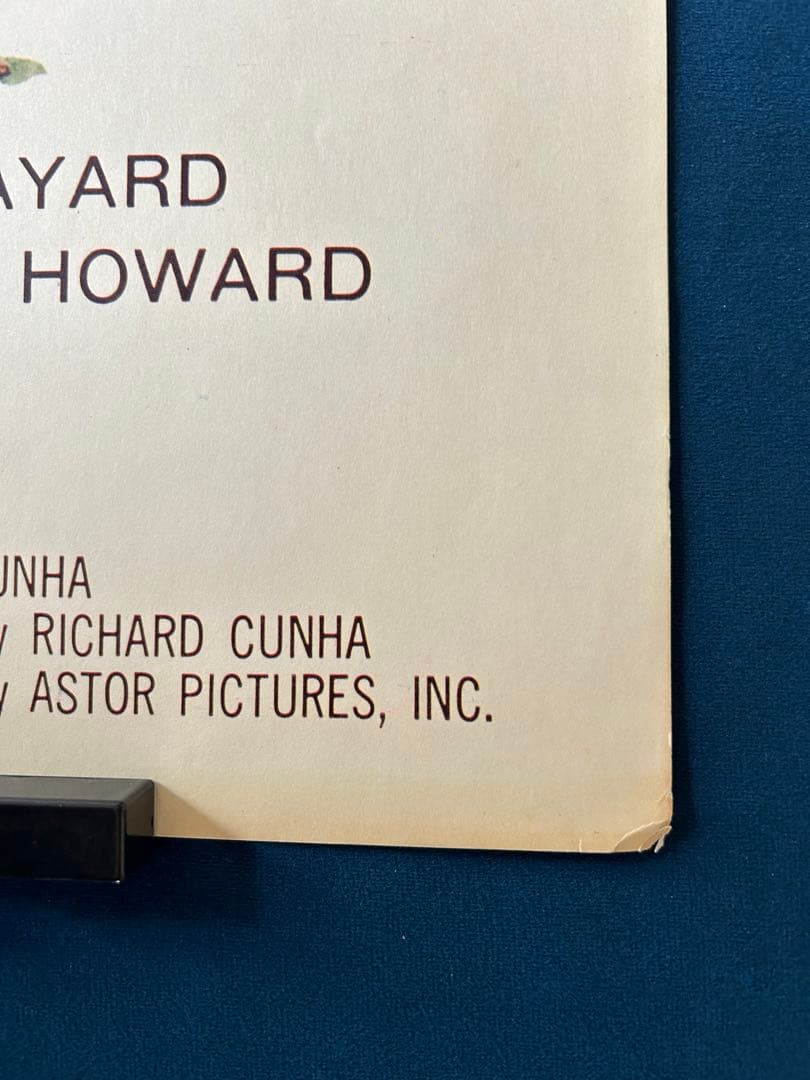 AYARD
HOWARD
UNHA
y RICHARD CUNHA
y ASTOR PICTURES, INC.